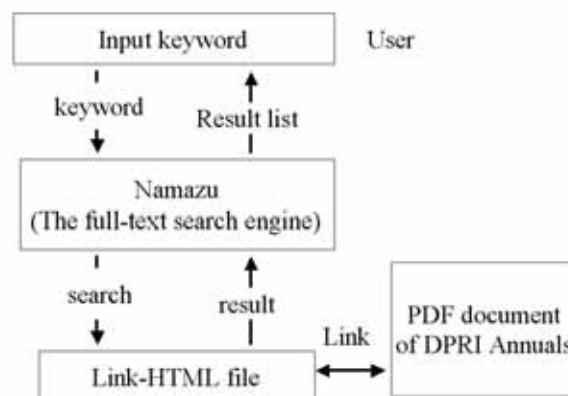 Input keyword
User
keyword
Result list
Namazu
(The full-text search engine)
search
result
PDF document
of DPRI Annuals
Link
Link-HTML file